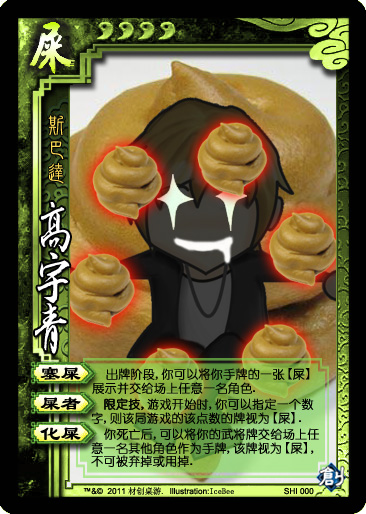 屎
斯巴達
高宇青
塞屎
出牌阶段,你可以将你手牌的一张【屎】
展示并交给场上任意一名角色.
屎者
限定技,游戏开始时,你可以指定一个数
字,则该局游戏的该点数的牌视为【屎】.
化屎
你死亡后,可以将你的武将牌交给场上任
意一名其他角色作为手牌,该牌视为【屎】,
不可被弃掉或用掉.
™&© 2011 材创桌游. Illustration:IceBee
SHI 000